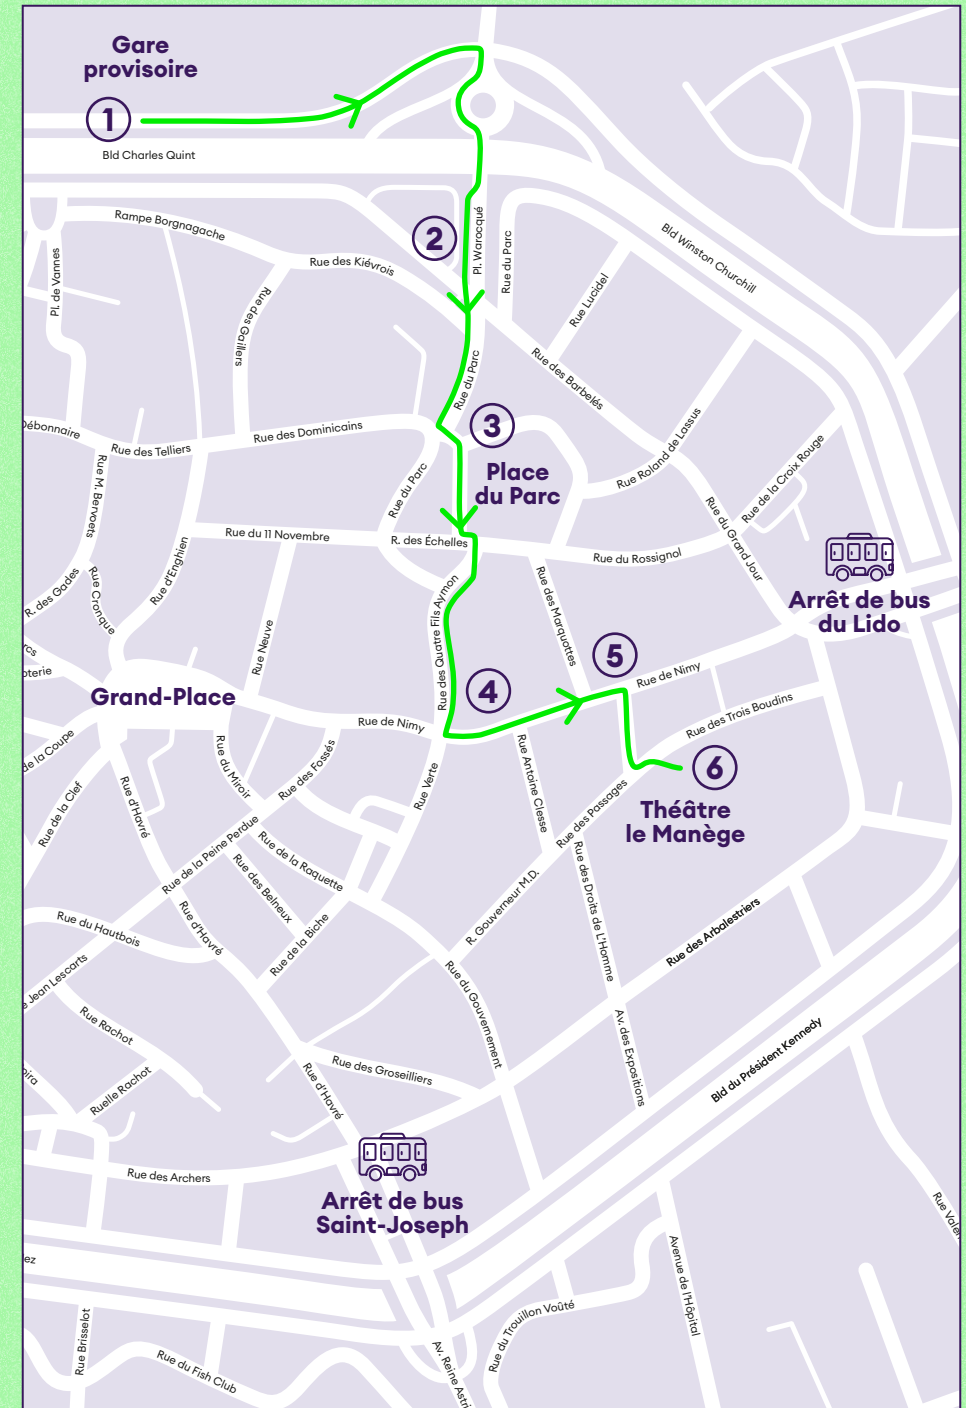 Gare
provisoire
1
Bld Charles Quint
Rampe Borgnagache
2
Pl. Warocqué
Rue du Parc
Bld Winston Churchill
Pl. de Vannes
Rue des Kiévrois
Rue des Gaillers
Rue Lucidel
Rue du Parc
Rue des Barbelés
Débonnaire
Rue des Telliers
Rue des Dominicains
3
Place
du Parc
Rue Roland de Lassus
Rue de la Croix Rouge
Rue M. Bervoets
Rue du Parc
Rue du Grand Jour
Rue du 11 Novembre
R. des Échelles
Rue du Rossignol
Rue d'Enghien
R. des Gades
Rue Cronque
Rue des Quatre Fils Aymon
Rue des Marquottes
Arrêt de bus
du Lido
rcs
oterie
Rue Neuve
5
Rue de Nimy
Grand-Place
4
Rue de Nimy
Rue des Trois Boudins
de la Coupe
Rue du Miroir
Rue des Fossés
Rue Verte
Rue Antoine Clesse
6
Théâtre
le Manège
Rue de la Clef
Rue d'Havré
Rue des Passages
Rue de la Peine Perdue
Rue de la Raquette
Rue des Belneux
R. Gouverneur M.D.
Rue des Droits de L'Homme
Rue du Hautbois
Rue d'Havré
Rue de la Biche
Rue des Arbalestriers
e Jean Lescarts
Rue du Gouvernement
Rue Rachot
Av. des Expositions
Bld du Président Kennedy
oira
Ruelle Rachot
Rue d'Havré
Rue des Groseilliers
Rue des Archers
Arrêt de bus
Saint-Joseph
Rue Valen
ez
Avenue de l'Hôpital
Rue Brisselot
Rue du Fish Club
Rue du Trouillon Voûté
Av. Reine Astri